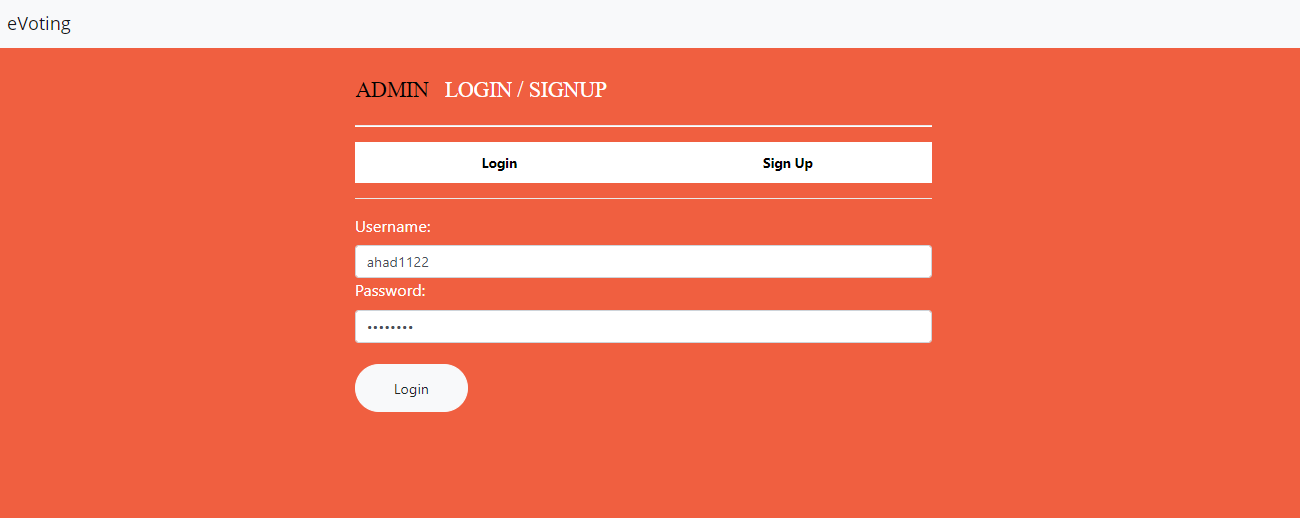 eVoting
ADMIN LOGIN / SIGNUP
Login Sign Up
Username:
ahad1122
Password:
••••••••
Login